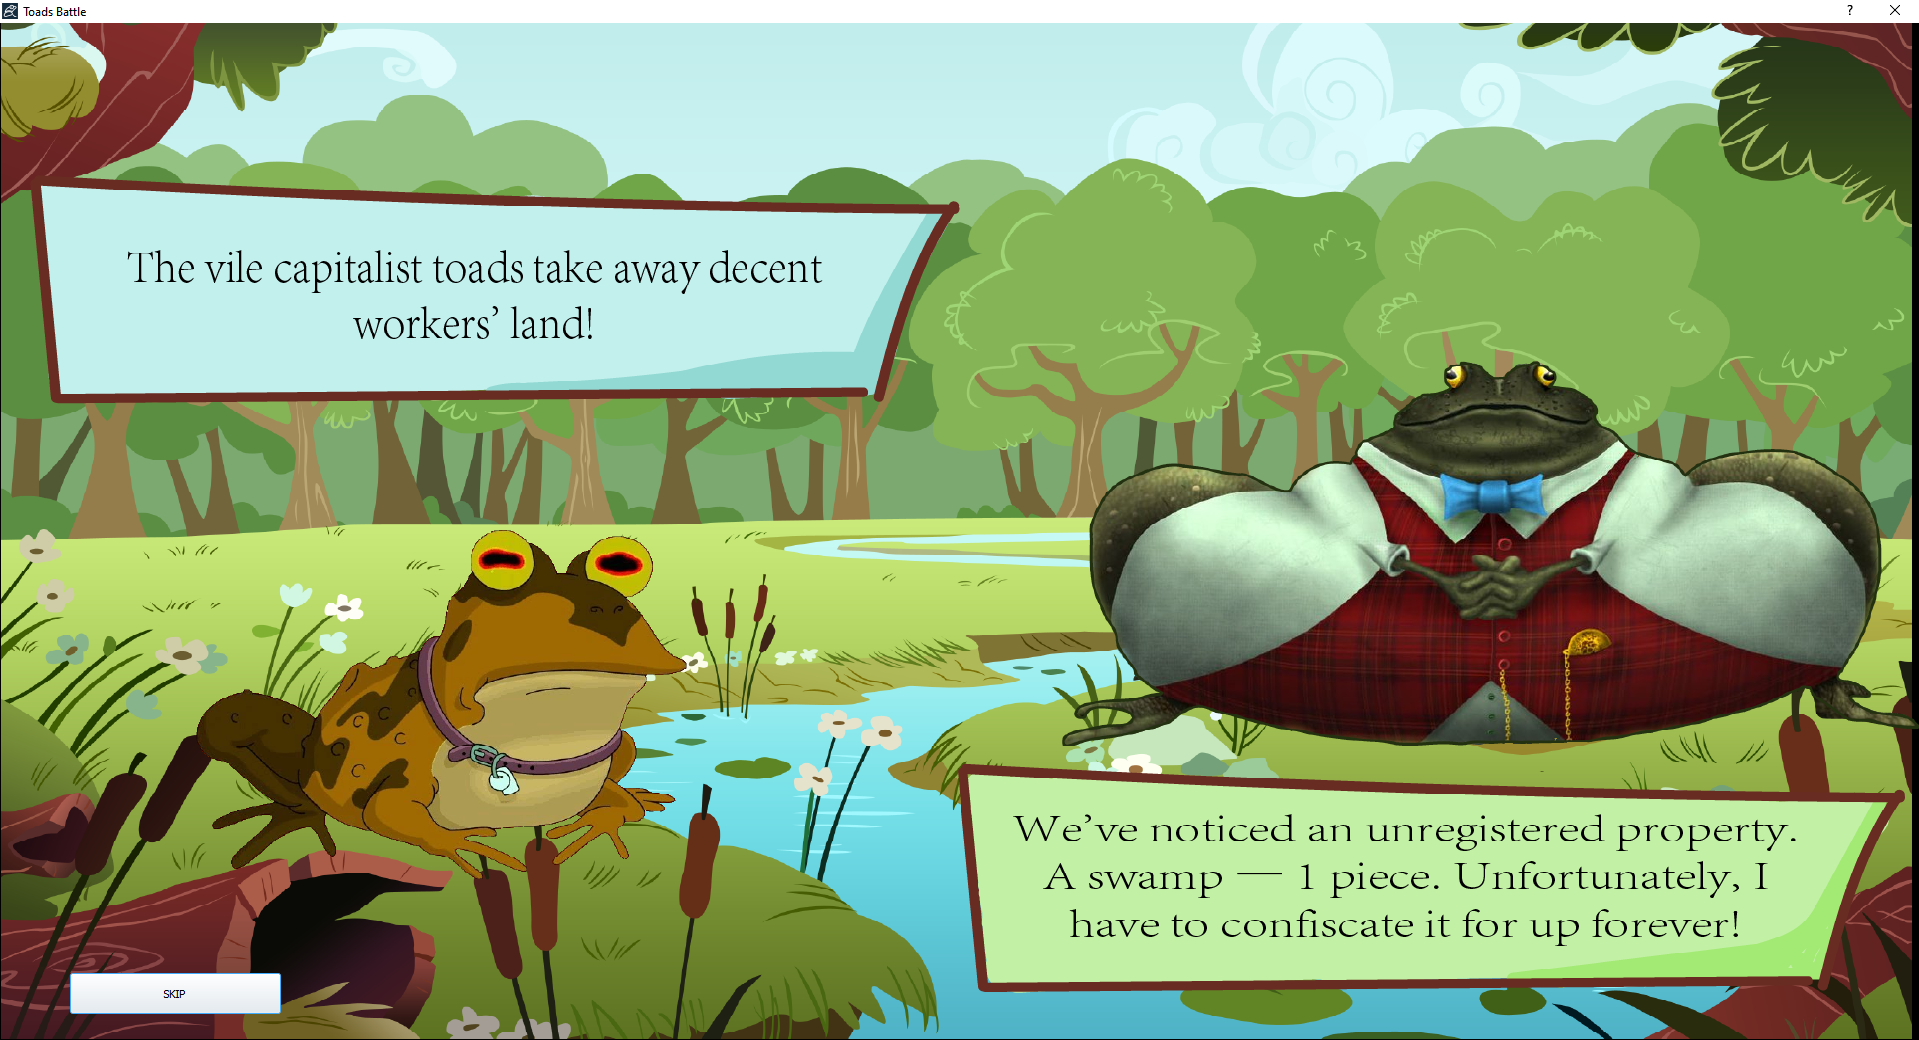 Toads Battle
?
The vile capitalist toads take away decent
workers’ land!
We’ve noticed an unregistered property.
A swamp — 1 piece. Unfortunately, I
have to confiscate it for up forever!
SKIP